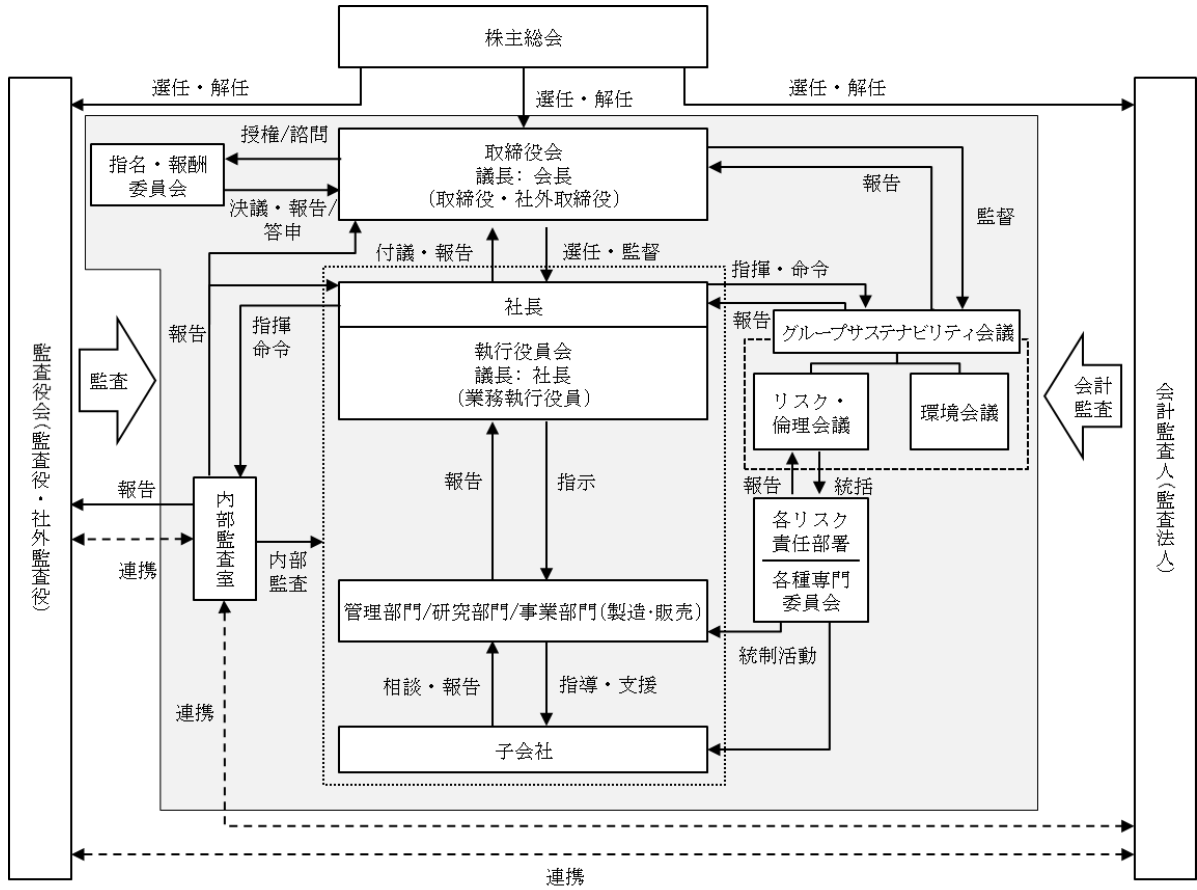 株主総会
選任・解任
選任・解任
選任・解任
授権/諮問
指名・報酬
委員会
決議・報告/
答申
取締役会
議長: 会長
(取締役・社外取締役)
報告
監督
付議・報告
選任・監督
指揮・命令
社長
報告
指揮
命令
報告
グループサステナビリティ会議
執行役員会
議長: 社長
(業務執行役員)
リスク・
倫理会議
環境会議
監査
会計
監査
監査役会(監査役・社外監査役)
会計監査人(監査法人)
報告
指示
報告
統括
報告
連携
内部監査室
内部
監査
各リスク
責任部署
各種専門
委員会
管理部門/研究部門/事業部門(製造・販売)
統制活動
相談・報告
指導・支援
連携
子会社
連携